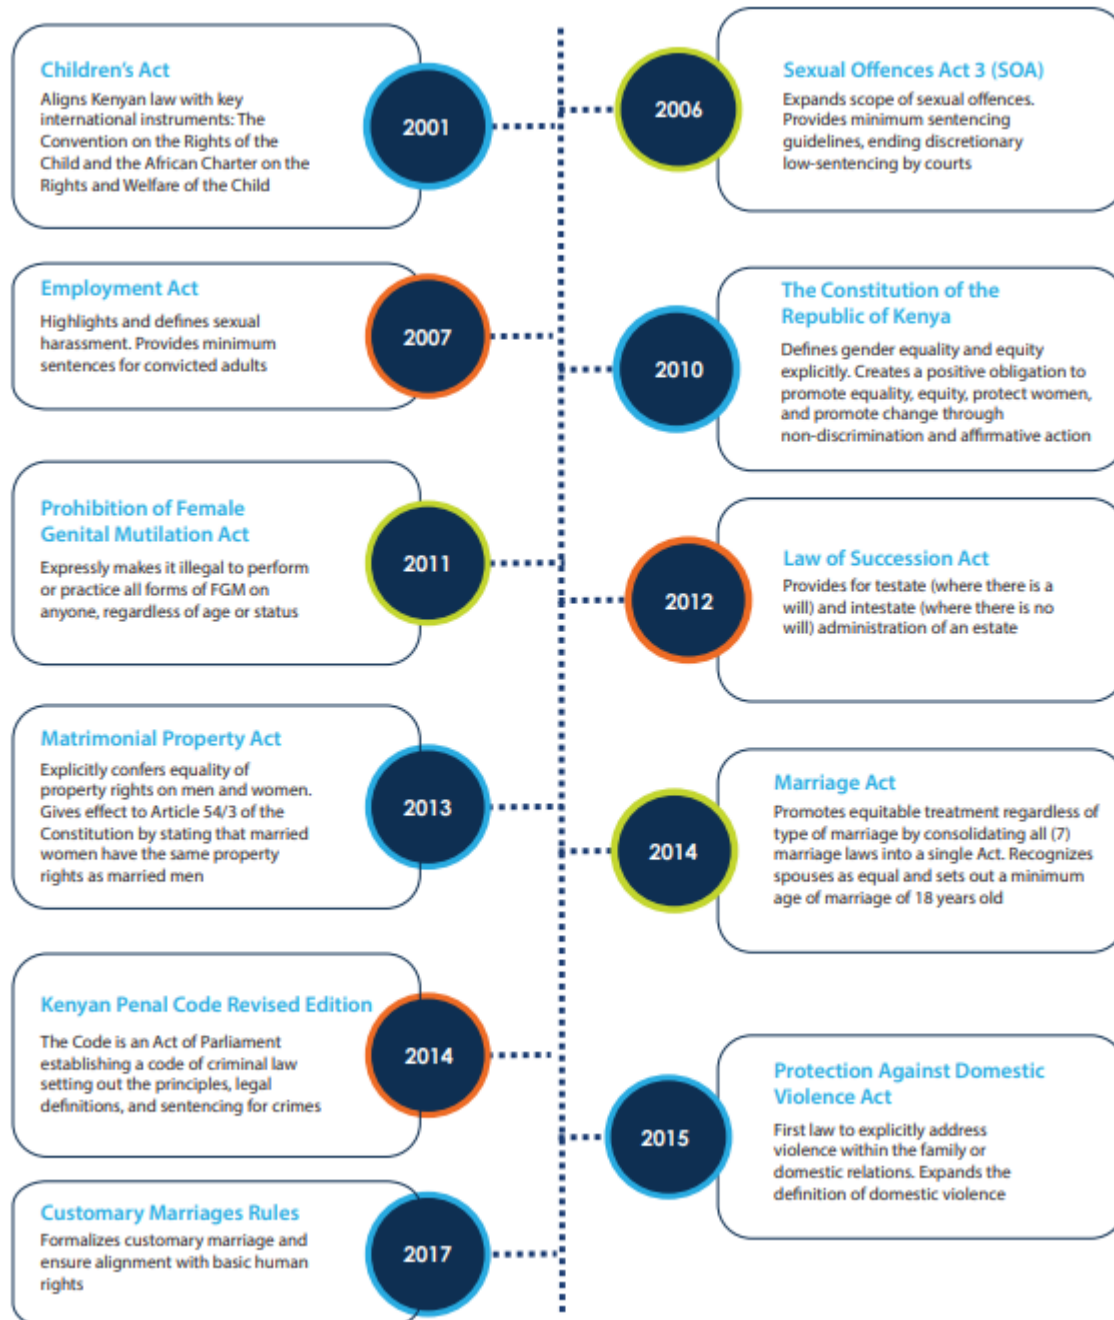 Children's Act
Aligns Kenyan law with key
international instruments: The
Convention on the Rights of the
Child and the African Charter on the
Rights and Welfare of the Child
2001
2006
Sexual Offences Act 3 (SOA)
Expands scope of sexual offences.
Provides minimum sentencing
guidelines, ending discretionary
low-sentencing by courts
Employment Act
Highlights and defines sexual
harassment. Provides minimum
sentences for convicted adults
2007
2010
The Constitution of the
Republic of Kenya
Defines gender equality and equity
explicitly. Creates a positive obligation to
promote equality, equity, protect women,
and promote change through
non-discrimination and affirmative action
Prohibition of Female
Genital Mutilation Act
Expressly makes it illegal to perform
or practice all forms of FGM on
anyone, regardless of age or status
2011
2012
Law of Succession Act
Provides for testate (where there is a
will) and intestate (where there is no
will) administration of an estate
Matrimonial Property Act
Explicitly confers equality of
property rights on men and women.
Gives effect to Article 54/3 of the
Constitution by stating that married
women have the same property
rights as married men
2013
2014
Marriage Act
Promotes equitable treatment regardless of
type of marriage by consolidating all (7)
marriage laws into a single Act. Recognizes
spouses as equal and sets out a minimum
age of marriage of 18 years old
Kenyan Penal Code Revised Edition
The Code is an Act of Parliament
establishing a code of criminal law
setting out the principles, legal
definitions, and sentencing for crimes
2014
2015
Protection Against Domestic
Violence Act
First law to explicitly address
violence within the family or
domestic relations. Expands the
definition of domestic violence
Customary Marriages Rules
Formalizes customary marriage and
ensure alignment with basic human
rights
2017